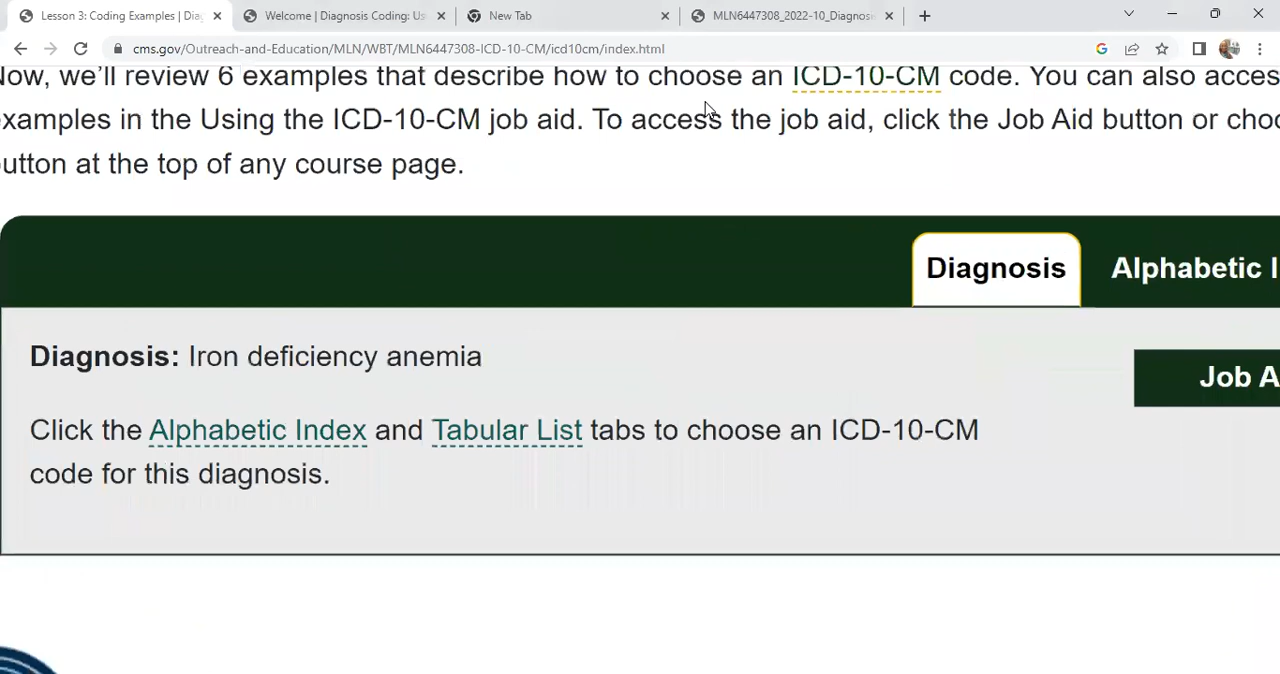 Lesson 3: Coding Examples | Diag
Welcome | Diagnosis Coding: Us
New Tab
MLN6447308_2022-10_Diagnosi
cms.gov/Outreach-and-Education/MLN/WBT/MLN6447308-ICD-10-CM/icd10cm/index.html
Now, we'll review 6 examples that describe how to choose an ICD-10-CM code. You can also acces
examples in the Using the ICD-10-CM job aid. To access the job aid, click the Job Aid button or choo
utton at the top of any course page.
Diagnosis Alphabetic I
Diagnosis: Iron deficiency anemia
Job A
Click the Alphabetic Index and Tabular List tabs to choose an ICD-10-CM
code for this diagnosis.